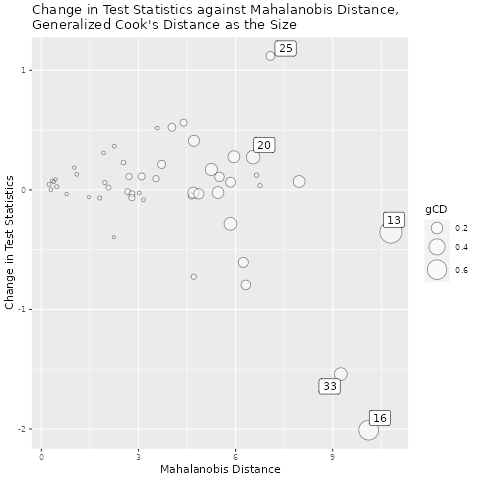 Change in Test Statistics against Mahalanobis Distance,
Generalized Cook's Distance as the Size
25
1
20
0
13
-1
33
16
-2
0 3 6 9
Mahalanobis Distance
Change in Test Statistics
gCD
0.2
0.4
0.6